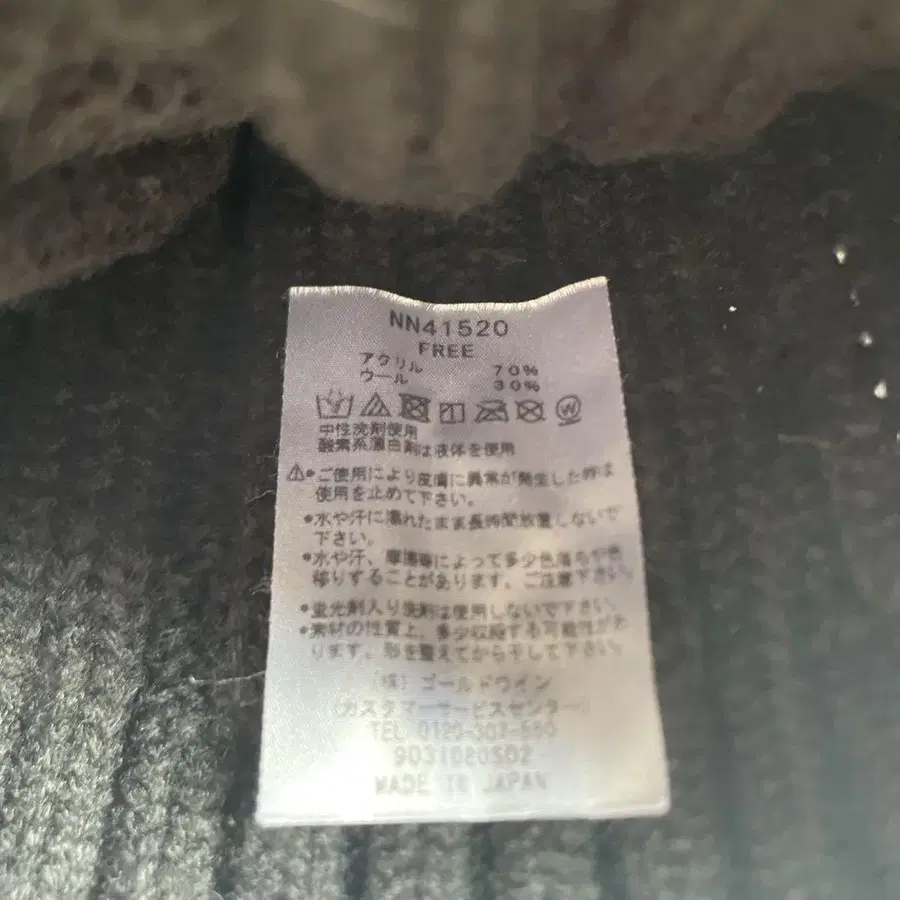 NN41520
FREE
アクリル 70%
ウール 30%
中性洗剤使用
酸素系漂白剤は液体を使用
⚠●ご使用により皮膚に異常が発生した時は
使用を止めて下さい。
●水や汗に濡れたまま長時間放置しないで
下さい。
●水や汗、摩擦等によって多少色落ちや色
移りすることがあります。ご注意下さい。
●蛍光剤入り洗剤は使用しないで下さい。
●素材の性質上、多少収縮する可能性があ
ります。形を整えてから干して下さい。
(株) ゴールドウイン
(カスタマーサービスセンター)
TEL 0120-307-560
MADE IN JAPAN